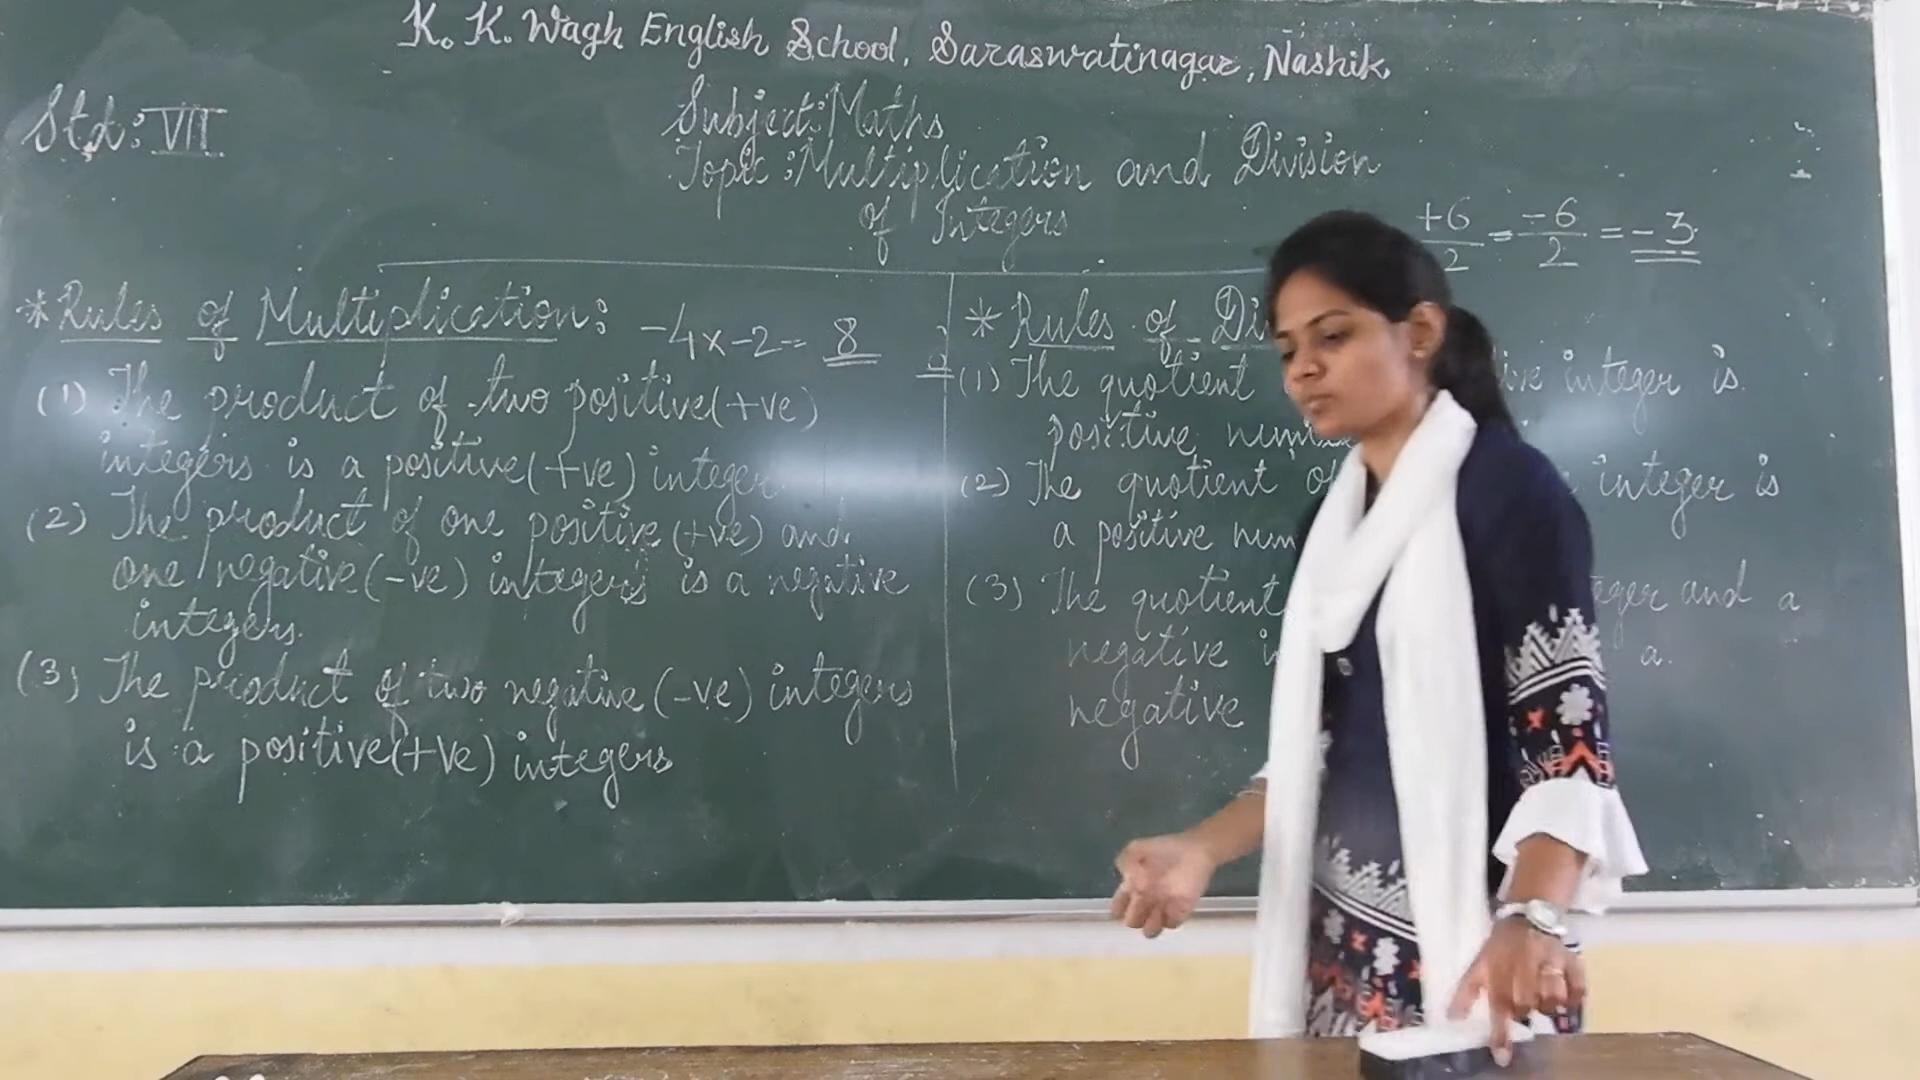 K. K. Wagh English School, Saraswatinagar, Nashik
Std: VII
Subject: Maths
Topic: Multiplication and Division
of Integers
+6/2 = -6/2 = -3
* Rules of Multiplication: -4x-2= 8
(1) The product of two positive(+ve)
integers is a positive(+ve) integer
(2) The product of one positive (+ve) and
one negative(-ve) integers is a negative
integers.
(3) The product of two negative (-ve) integers
is a positive(+ve) integers
* Rules of
(1) The quotient integer is
positive
(2) The quotient integer is
a positive
(3) The quotient and a
negative a
negative